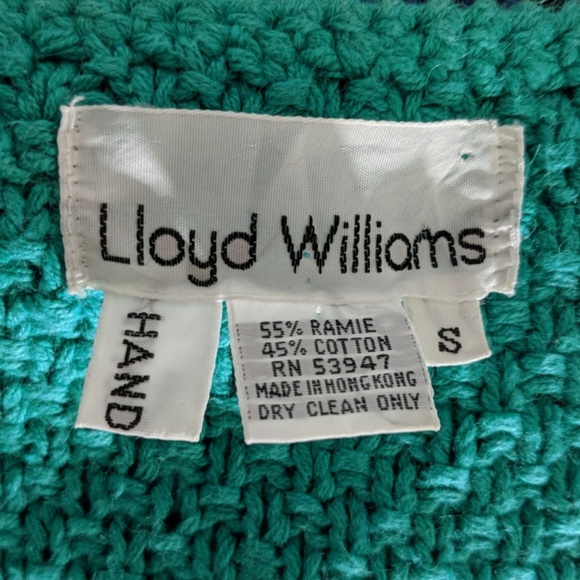 Lloyd Williams
HAND
55% RAMIE
45% COTTON
RN 53947
MADE IN HONG KONG
DRY CLEAN ONLY
S